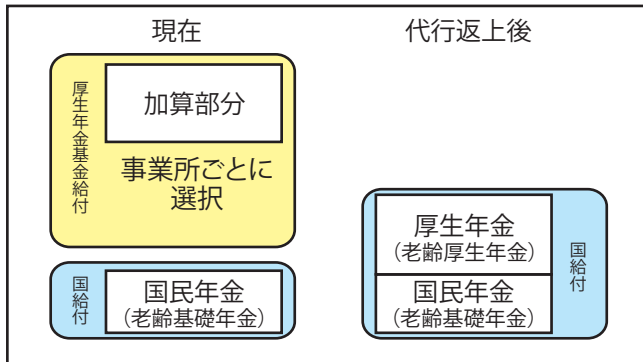 現在
代行返上後
厚生年金基金給付
加算部分
事業所ごとに
選択
国給付
国民年金
(老齢基礎年金)
厚生年金
(老齢厚生年金)
国民年金
(老齢基礎年金)
国給付